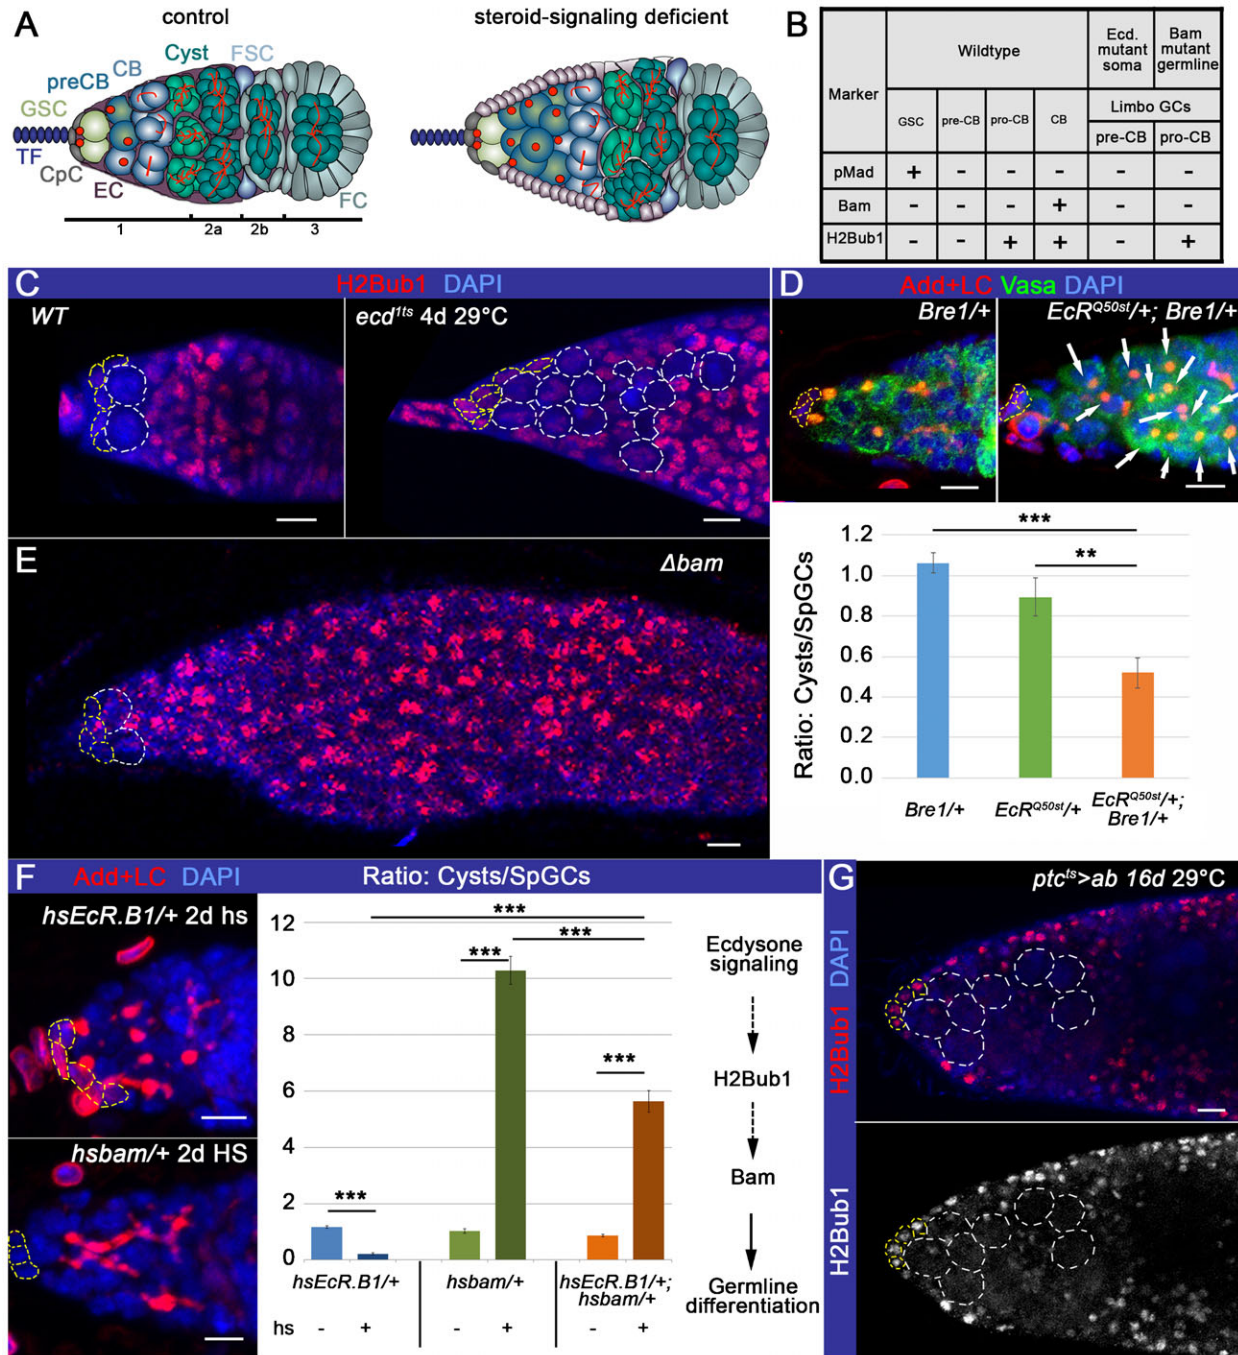 A
control
steroid-signaling deficient
Cyst
FSC
CB
preCB
GSC
TF
CpC
EC
FC
1
2a
2b
3
B
Marker
Wildtype
Ecd. mutant soma
Bam mutant germline
GSC
pre-CB
pro-CB
CB
Limbo GCs
pre-CB
pro-CB
pMad + - - - - -
Bam - - - + - -
H2Bub1 - - + + - +
C
H2Bub1 DAPI
WT
ecd1ts 4d 29°C
D
Add+LC Vasa DAPI
Bre1/+
EcRQ50st/+; Bre1/+
***
**
Ratio: Cysts/SpGCs
1.2
1.0
0.8
0.6
0.4
0.2
0.0
Bre1/+
EcRQ50st/+
EcRQ50st/+;
Bre1/+
E
Δbam
F
Add+LC DAPI
Ratio: Cysts/SpGCs
hsEcR.B1/+ 2d hs
hsbam/+ 2d HS
12
10
8
6
4
2
0
***
***
***
***
***
hsEcR.B1/+
hsbam/+
hsEcR.B1/+;
hsbam/+
hs - + - + - +
Ecdysone
signaling
H2Bub1
Bam
Germline
differentiation
G
ptcts>ab 16d 29°C
H2Bub1 DAPI
H2Bub1